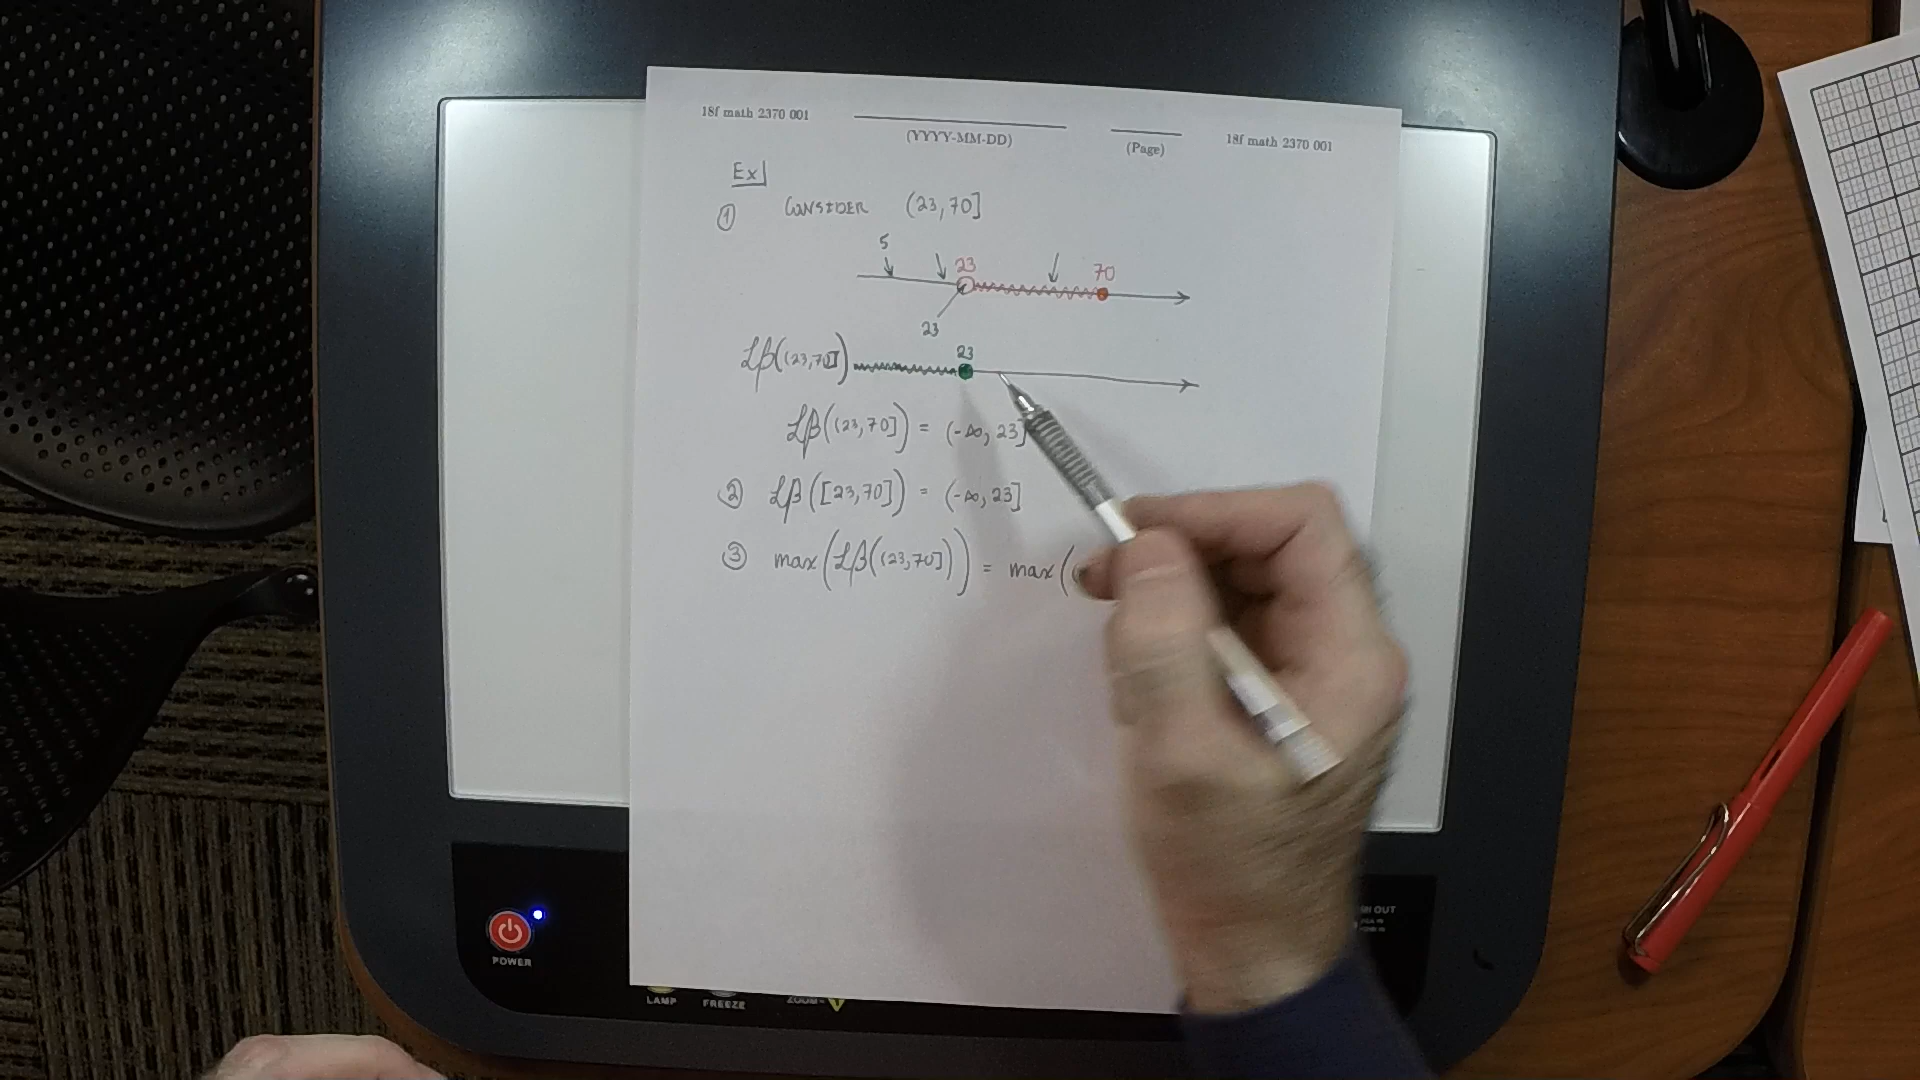 18f math 2370 001 (YYYY-MM-DD) (Page) 18f math 2370 001
Ex
① CONSIDER (23,70]
5
23 70
23
23
ℒβ((23,70])
ℒβ((23,70]) = (-∞, 23]
② ℒβ([23,70]) = (-∞, 23]
③ max(ℒβ((23,70])) = max(
POWER
LAMP FREEZE ZOOM-
OUT